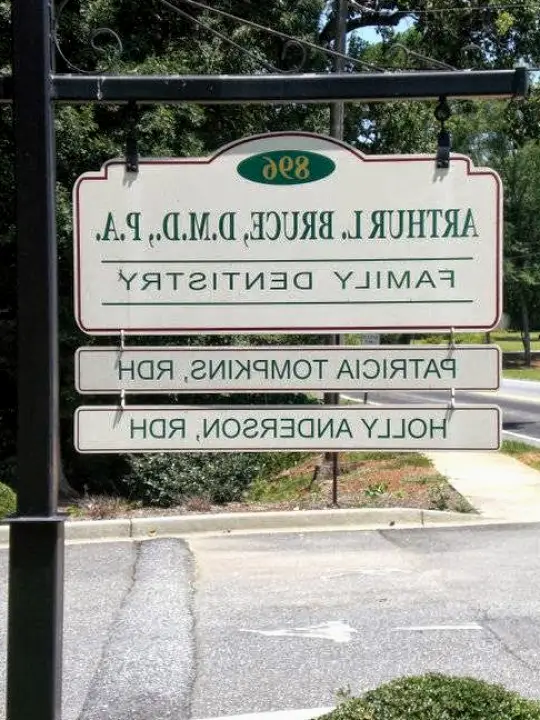 896
ARTHUR L. BRUCE, D.M.D., P.A.
FAMILY DENTISTRY
PATRICIA TOMPKINS, RDH
HOLLY ANDERSON, RDH